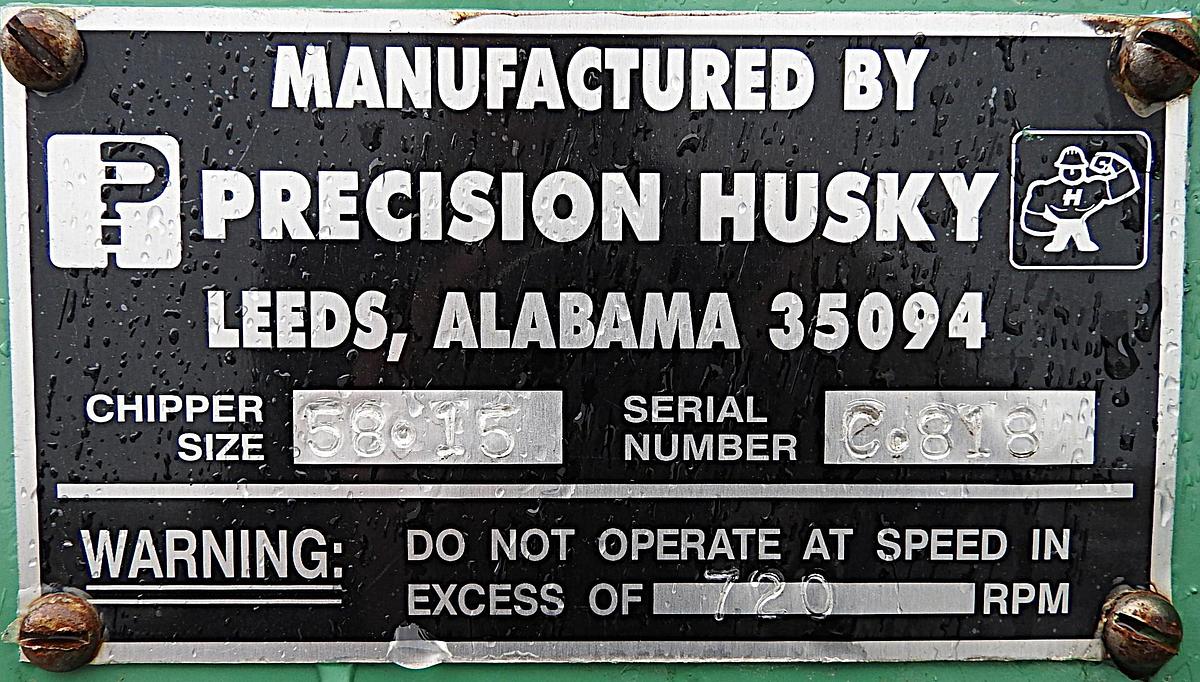 MANUFACTURED BY
PH
PRECISION HUSKY
H
LEEDS, ALABAMA 35094
CHIPPER SIZE 58.15
SERIAL NUMBER C.818
WARNING: DO NOT OPERATE AT SPEED IN
EXCESS OF 720 RPM